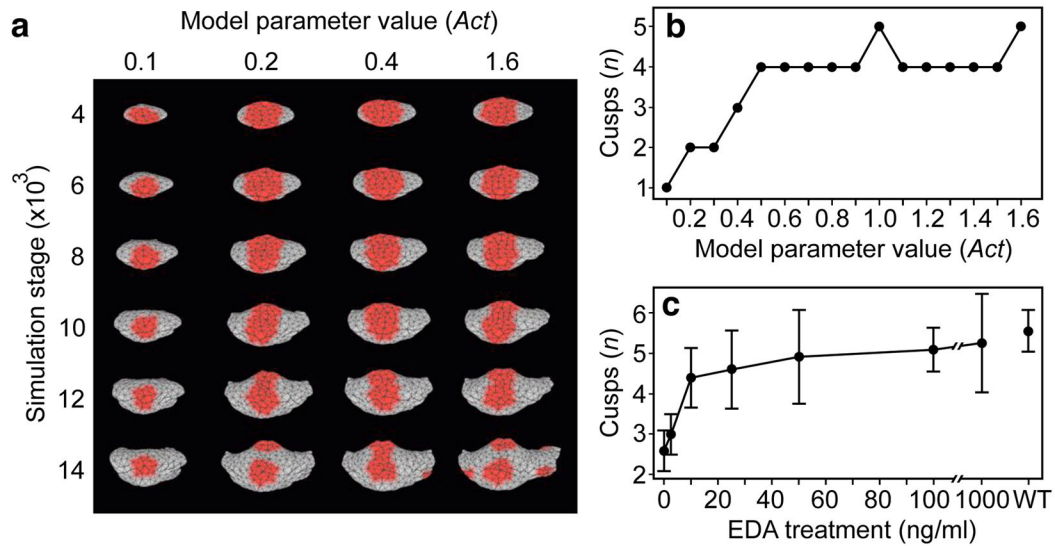 a
Model parameter value (Act)
0.1 0.2 0.4 1.6
Simulation stage (x10³)
4
6
8
10
12
14
b
Cusps (n)
5
4
3
2
1
0.2 0.4 0.6 0.8 1.0 1.2 1.4 1.6
Model parameter value (Act)
c
Cusps (n)
6
5
4
3
2
0 20 40 60 80 100 1000 WT
EDA treatment (ng/ml)